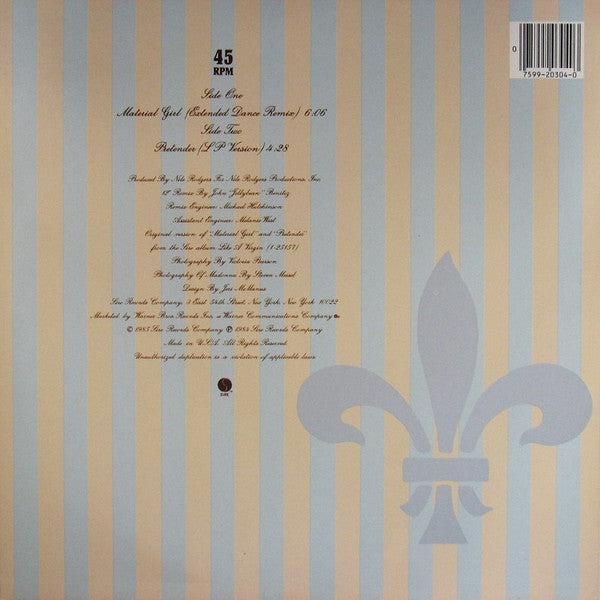 45
RPM
Side One
Material Girl (Extended Dance Remix) 6:06
Side Two
Pretender (LP Version) 4:28
Produced By Nile Rodgers For Nile Rodgers Productions, Inc.
12" Remix By John "Jellybean" Benitez
Remix Engineer: Michael Hutchinson
Assistant Engineer: Melanie West
Original version of "Material Girl" and "Pretender"
from the Sire album Like A Virgin (1-25157)
Photography By Victoria Pearson
Photography Of Madonna By Steven Meisel
Design By Jeri McManus
Sire Records Company: 3 East 54th Street, New York, New York 10022
Marketed by Warner Bros. Records Inc., a Warner Communications Company
© 1985 Sire Records Company ℗ 1984 Sire Records Company
Made in U.S.A. All Rights Reserved.
Unauthorized duplication is a violation of applicable laws.
SIRE
0 7599-20304-0